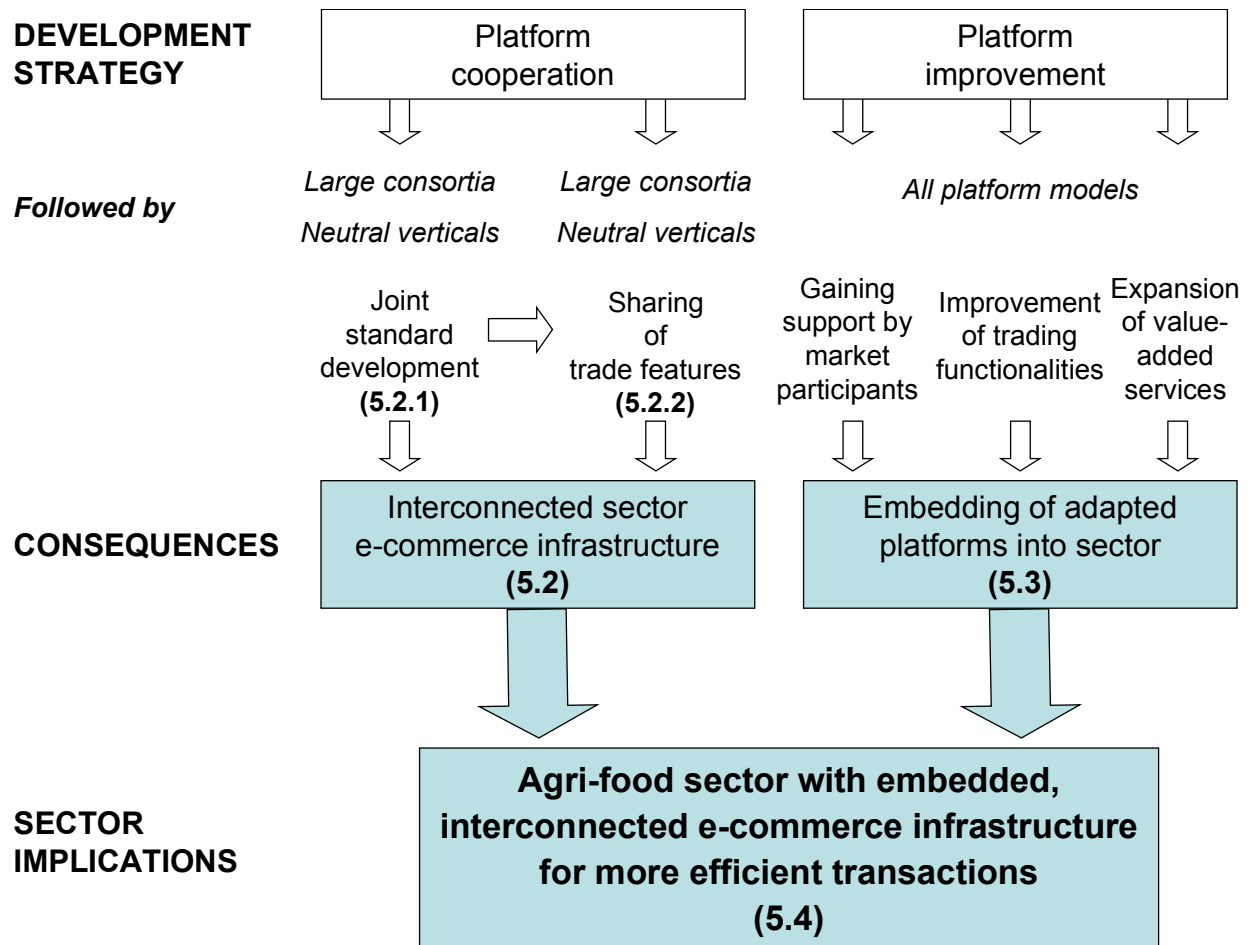 DEVELOPMENT
STRATEGY
Platform
cooperation
Platform
improvement
Followed by
Large consortia
Neutral verticals
Large consortia
Neutral verticals
All platform models
Joint
standard
development
(5.2.1)
Sharing
of
trade features
(5.2.2)
Gaining
support by
market
participants
Improvement
of trading
functionalities
Expansion
of value-
added
services
CONSEQUENCES
Interconnected sector
e-commerce infrastructure
(5.2)
Embedding of adapted
platforms into sector
(5.3)
SECTOR
IMPLICATIONS
Agri-food sector with embedded,
interconnected e-commerce infrastructure
for more efficient transactions
(5.4)